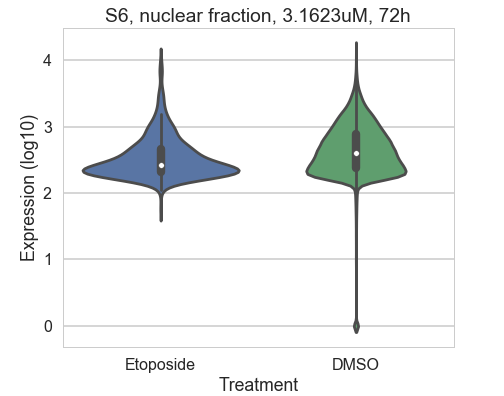 S6, nuclear fraction, 3.1623uM, 72h
Expression (log10)
4
3
2
1
0
Etoposide
DMSO
Treatment